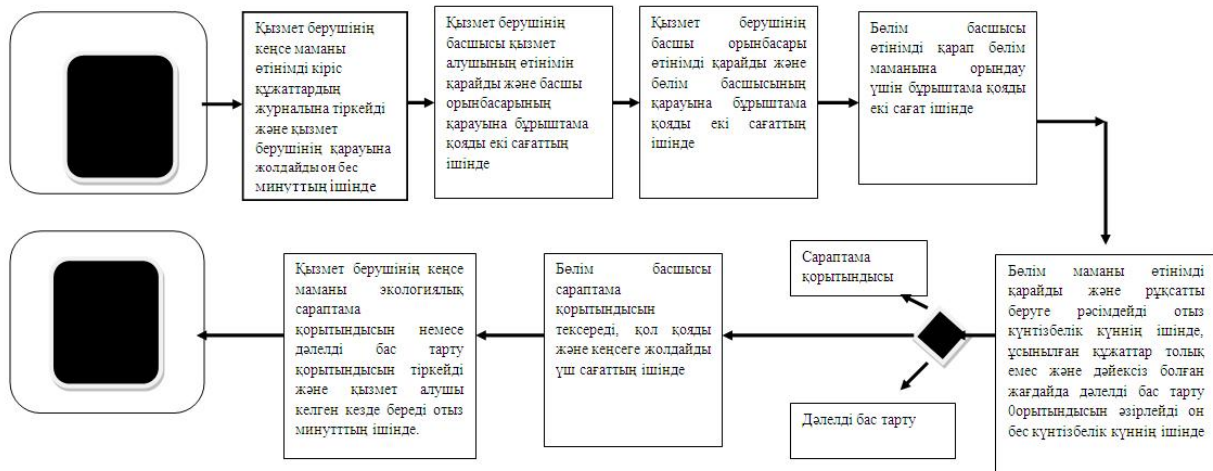 Қызмет берушінің
кеңсе маманы
өтінімді кіріс
құжаттардың
журналына тіркейді
және қызмет
берушінің қарауына
жолдайды он бес
минуттың ішінде
Қызмет берушінің
басшысы қызмет
алушының өтінімін
қарайды және басшы
орынбасарының
қарауына бұрыштама
қояды екі сағаттың
ішінде
Қызмет берушінің
басшы орынбасары
өтінімді қарайды және
бөлім басшысының
қарауына бұрыштама
қояды екі сағаттың
ішінде
Бөлім басшысы
өтінімді қарап бөлім
маманына орындау
үшін бұрыштама қояды
екі сағат ішінде
Бөлім маманы өтінімді
қарайды және рұқсатты
беруге рәсімдейді отыз
күнтізбелік күннің ішінде,
ұсынылған құжаттар толық
емес және дәйексіз болған
жағдайда дәлелді бас тарту
0орытындысын әзірлейді он
бес күнтізбелік күннің ішінде
Сараптама
қорытындысы
Дәлелді бас тарту
Бөлім басшысы
сараптама
қорытындысын
тексереді, қол қояды
және кеңсеге жолдайды
үш сағаттың ішінде
Қызмет берушінің кеңсе
маманы экологиялық
сараптама
қорытындысын немесе
дәлелді бас тарту
қорытындысын тіркейді
және қызмет алушы
келген кезде береді отыз
минутттың ішінде.